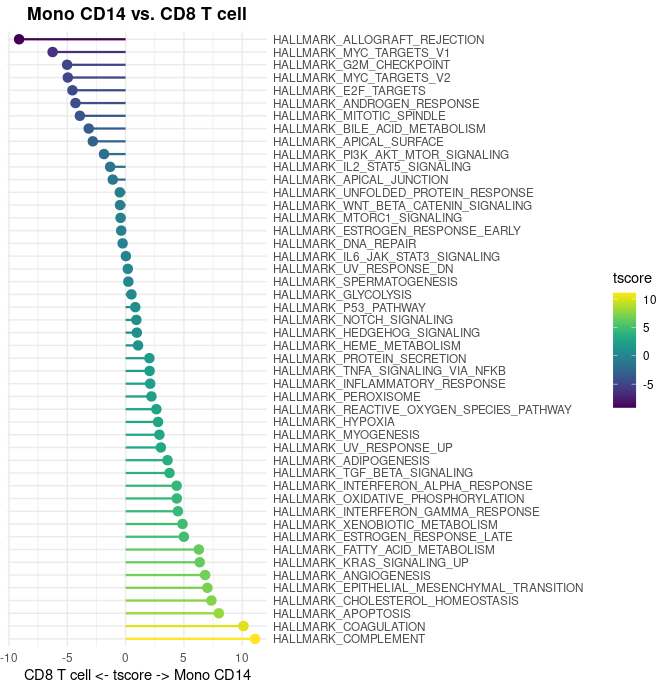 Mono CD14 vs. CD8 T cell
HALLMARK_ALLOGRAFT_REJECTION
HALLMARK_MYC_TARGETS_V1
HALLMARK_G2M_CHECKPOINT
HALLMARK_MYC_TARGETS_V2
HALLMARK_E2F_TARGETS
HALLMARK_ANDROGEN_RESPONSE
HALLMARK_MITOTIC_SPINDLE
HALLMARK_BILE_ACID_METABOLISM
HALLMARK_APICAL_SURFACE
HALLMARK_PI3K_AKT_MTOR_SIGNALING
HALLMARK_IL2_STAT5_SIGNALING
HALLMARK_APICAL_JUNCTION
HALLMARK_UNFOLDED_PROTEIN_RESPONSE
HALLMARK_WNT_BETA_CATENIN_SIGNALING
HALLMARK_MTORC1_SIGNALING
HALLMARK_ESTROGEN_RESPONSE_EARLY
HALLMARK_DNA_REPAIR
HALLMARK_IL6_JAK_STAT3_SIGNALING
HALLMARK_UV_RESPONSE_DN
HALLMARK_SPERMATOGENESIS
HALLMARK_GLYCOLYSIS
HALLMARK_P53_PATHWAY
HALLMARK_NOTCH_SIGNALING
HALLMARK_HEDGEHOG_SIGNALING
HALLMARK_HEME_METABOLISM
HALLMARK_PROTEIN_SECRETION
HALLMARK_TNFA_SIGNALING_VIA_NFKB
HALLMARK_INFLAMMATORY_RESPONSE
HALLMARK_PEROXISOME
HALLMARK_REACTIVE_OXYGEN_SPECIES_PATHWAY
HALLMARK_HYPOXIA
HALLMARK_MYOGENESIS
HALLMARK_UV_RESPONSE_UP
HALLMARK_ADIPOGENESIS
HALLMARK_TGF_BETA_SIGNALING
HALLMARK_INTERFERON_ALPHA_RESPONSE
HALLMARK_OXIDATIVE_PHOSPHORYLATION
HALLMARK_INTERFERON_GAMMA_RESPONSE
HALLMARK_XENOBIOTIC_METABOLISM
HALLMARK_ESTROGEN_RESPONSE_LATE
HALLMARK_FATTY_ACID_METABOLISM
HALLMARK_KRAS_SIGNALING_UP
HALLMARK_ANGIOGENESIS
HALLMARK_EPITHELIAL_MESENCHYMAL_TRANSITION
HALLMARK_CHOLESTEROL_HOMEOSTASIS
HALLMARK_APOPTOSIS
HALLMARK_COAGULATION
HALLMARK_COMPLEMENT
-10 -5 0 5 10
CD8 T cell <- tscore -> Mono CD14
tscore
10
5
0
-5